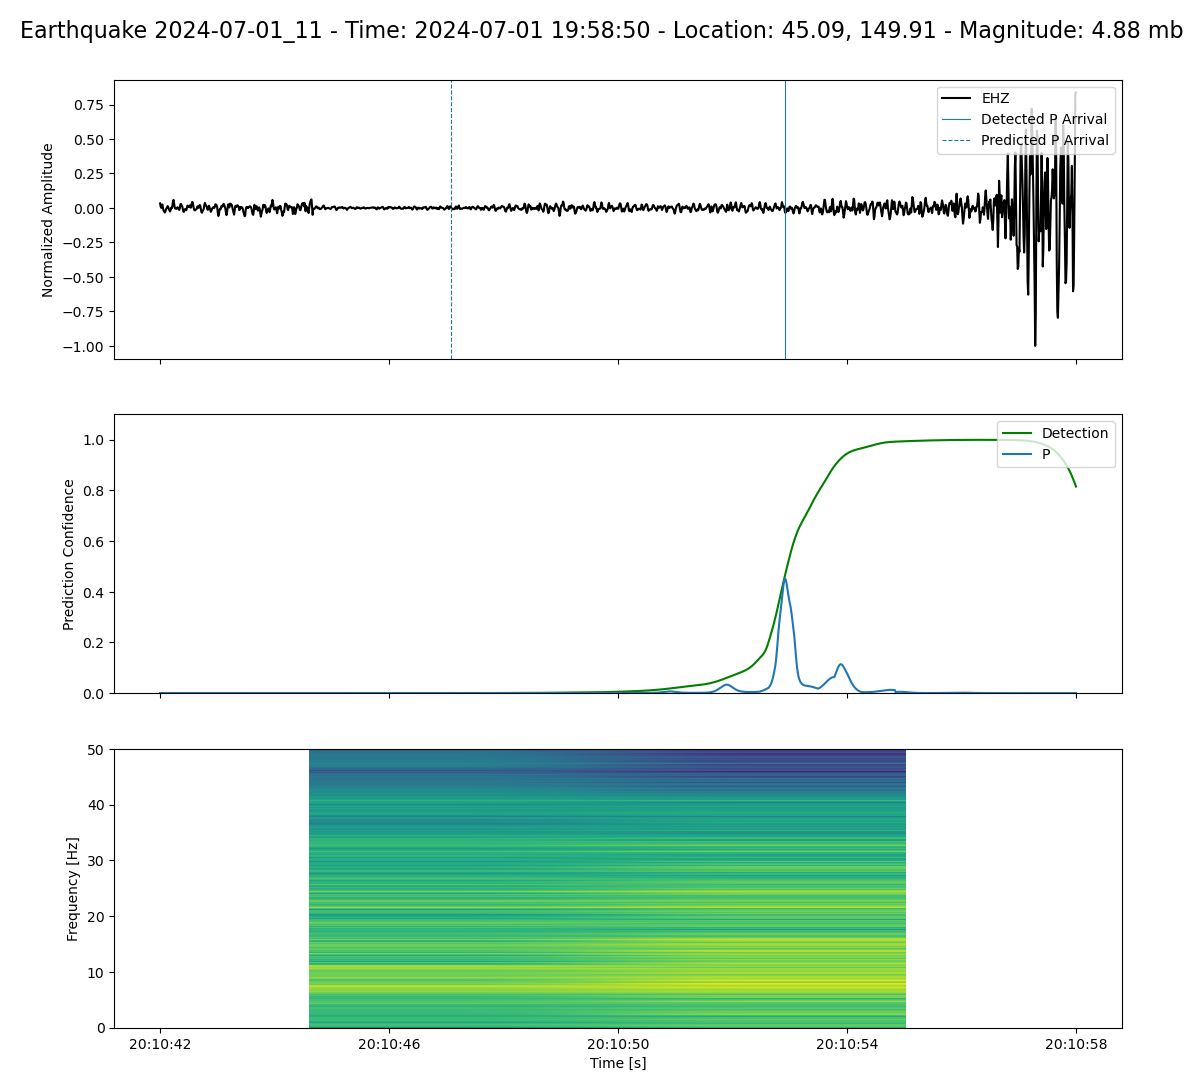 Earthquake 2024-07-01_11 - Time: 2024-07-01 19:58:50 - Location: 45.09, 149.91 - Magnitude: 4.88 mb
Normalized Amplitude
0.75
0.50
0.25
0.00
−0.25
−0.50
−0.75
−1.00
EHZ
Detected P Arrival
Predicted P Arrival
Prediction Confidence
1.0
0.8
0.6
0.4
0.2
0.0
Detection
P
Frequency [Hz]
50
40
30
20
10
0
20:10:42 20:10:46 20:10:50 20:10:54 20:10:58
Time [s]